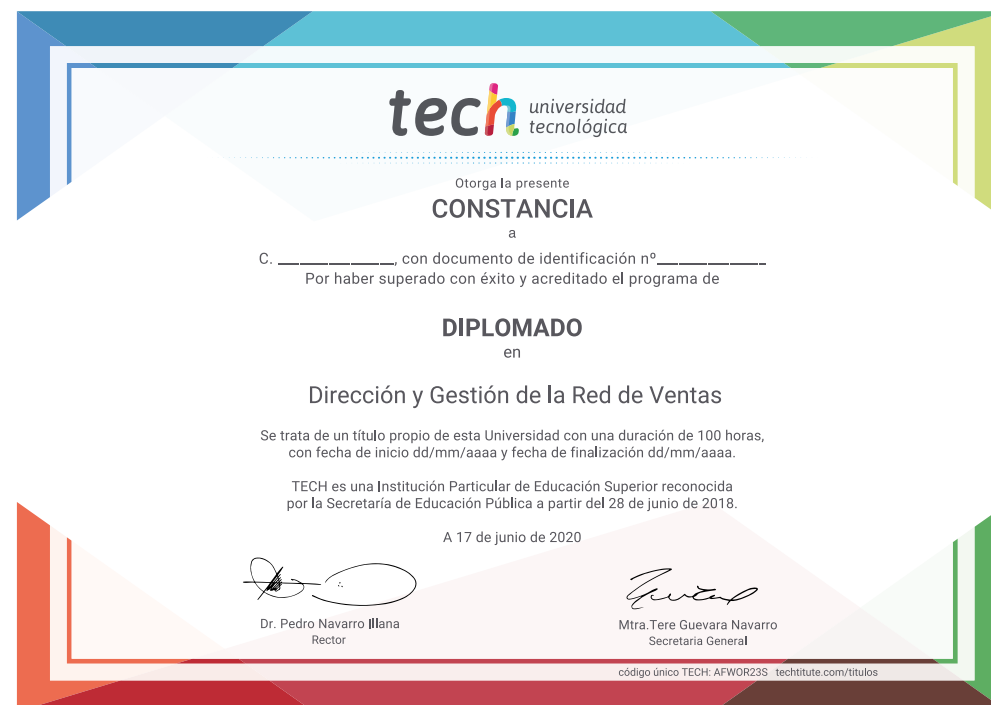 tech universidad
tecnológica
Otorga la presente
CONSTANCIA
a
C. ______________, con documento de identificación nº_____________
Por haber superado con éxito y acreditado el programa de
DIPLOMADO
en
Dirección y Gestión de la Red de Ventas
Se trata de un título propio de esta Universidad con una duración de 100 horas,
con fecha de inicio dd/mm/aaaa y fecha de finalización dd/mm/aaaa.
TECH es una Institución Particular de Educación Superior reconocida
por la Secretaría de Educación Pública a partir del 28 de junio de 2018.
A 17 de junio de 2020
Dr. Pedro Navarro Illana
Rector
Mtra.Tere Guevara Navarro
Secretaria General
código único TECH: AFWOR23S techtitute.com/titulos